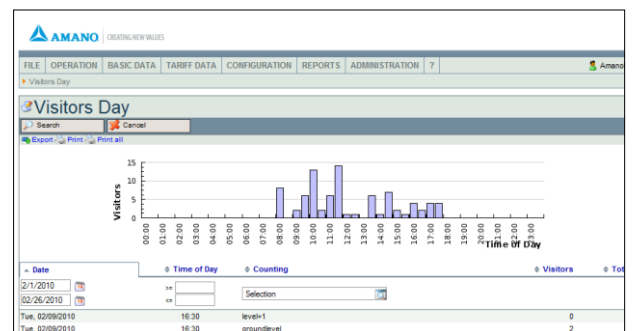 AMANO CREATING NEW VALUES
FILE OPERATION BASIC DATA TARIFF DATA CONFIGURATION REPORTS ADMINISTRATION ? Amano
Visitors Day
Visitors Day
Search Cancel
Export Print Print all
15
10
5
0
Visitors
00:00 01:00 02:00 03:00 04:00 05:00 06:00 07:00 08:00 09:00 10:00 11:00 12:00 13:00 14:00 15:00 16:00 17:00 18:00 19:00 20:00 21:00 22:00 23:00
Time of Day
Date Time of Day Counting Visitors Tot
2/1/2010 >= Selection
02/26/2010 <=
Tue, 02/09/2010 16:30 level+1 0
Tue, 02/09/2010 16:30 groundlevel 2